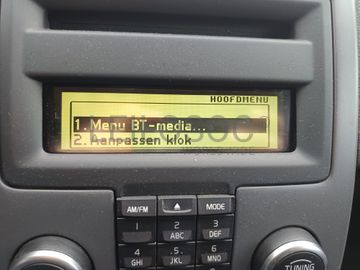 HOOFDMENU
1. Menu BT-media...
2. Aanpassen klok
AM/FM
MODE
1
2
ABC
3
DEF
4
GHI
5
JKL
6
MNO
TUNING